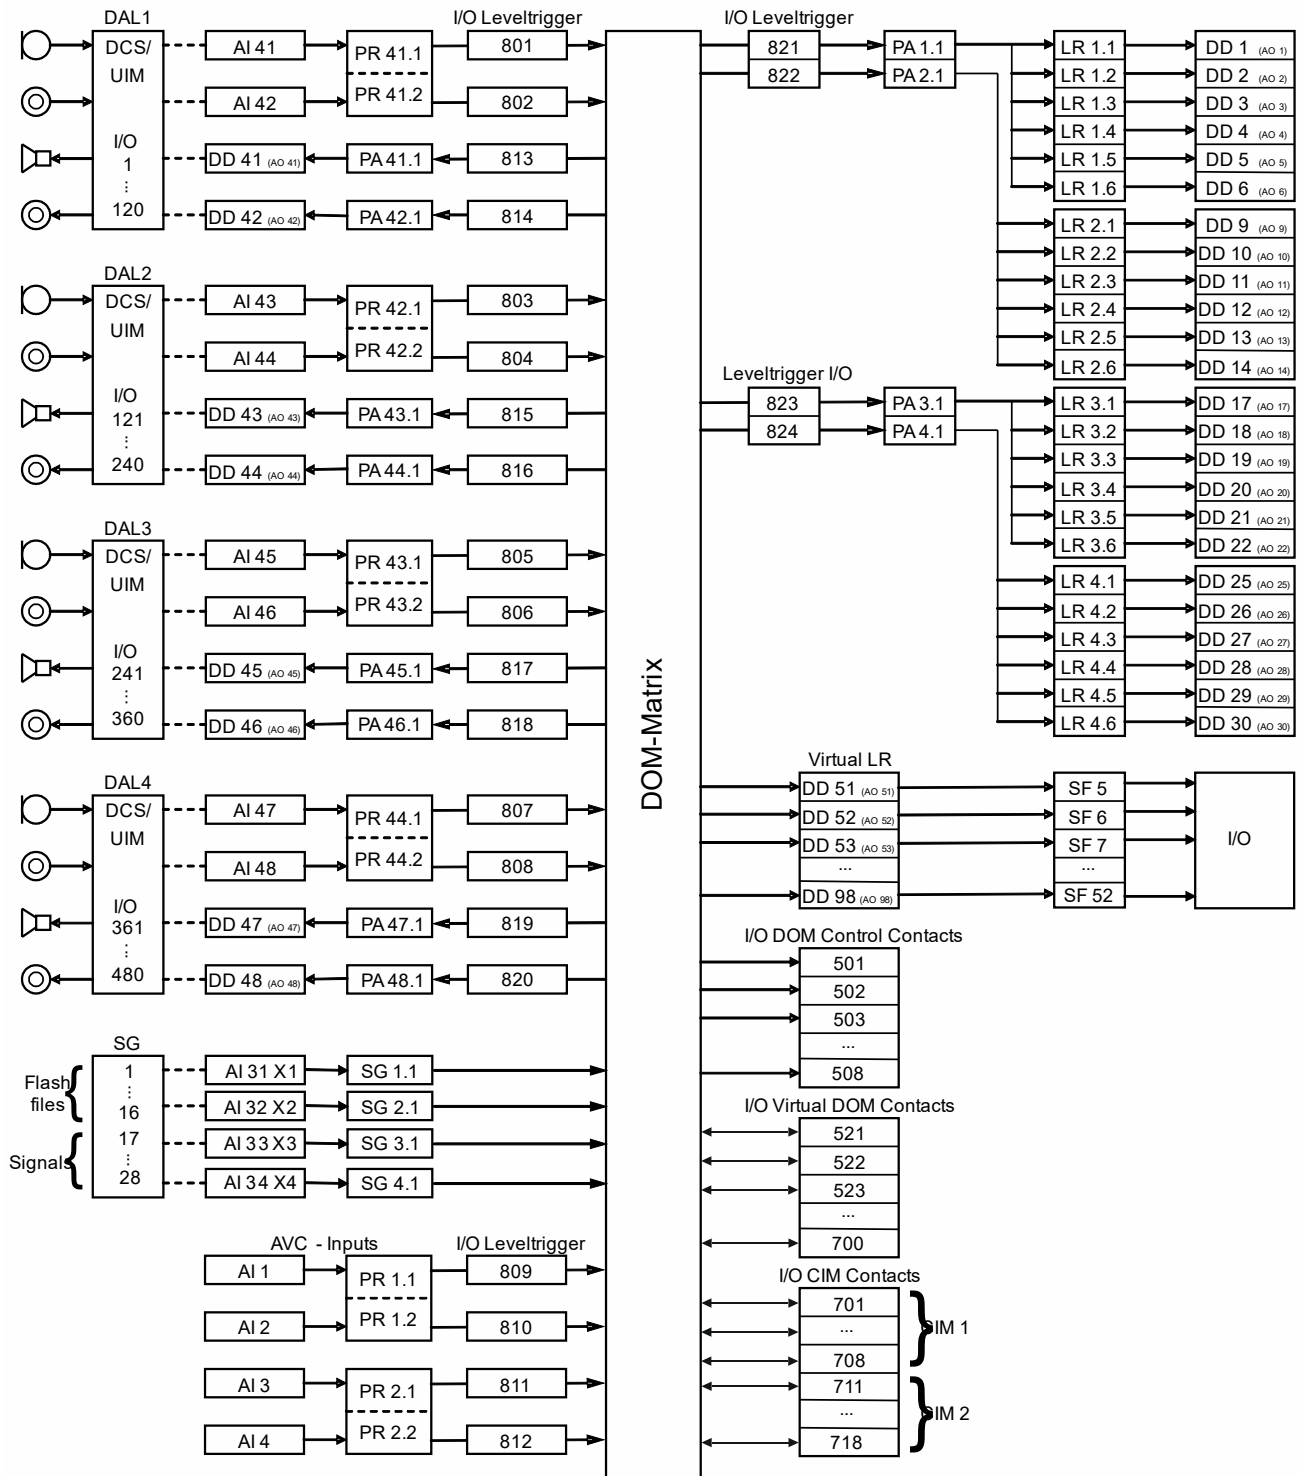 DAL1
I/O Leveltrigger
DCS/
UIM
I/O
1
...
120
AI 41
PR 41.1
801
AI 42
PR 41.2
802
DD 41 (AO 41)
PA 41.1
813
DD 42 (AO 42)
PA 42.1
814
DAL2
DCS/
UIM
I/O
121
...
240
AI 43
PR 42.1
803
AI 44
PR 42.2
804
DD 43 (AO 43)
PA 43.1
815
DD 44 (AO 44)
PA 44.1
816
DAL3
DCS/
UIM
I/O
241
...
360
AI 45
PR 43.1
805
AI 46
PR 43.2
806
DD 45 (AO 45)
PA 45.1
817
DD 46 (AO 46)
PA 46.1
818
DAL4
DCS/
UIM
I/O
361
...
480
AI 47
PR 44.1
807
AI 48
PR 44.2
808
DD 47 (AO 47)
PA 47.1
819
DD 48 (AO 48)
PA 48.1
820
SG
Flash
files
1
...
16
Signals
17
...
28
AI 31 X1
SG 1.1
AI 32 X2
SG 2.1
AI 33 X3
SG 3.1
AI 34 X4
SG 4.1
AVC - Inputs
I/O Leveltrigger
AI 1
PR 1.1
809
AI 2
PR 1.2
810
AI 3
PR 2.1
811
AI 4
PR 2.2
812
DOM-Matrix
I/O Leveltrigger
821
PA 1.1
822
PA 2.1
LR 1.1
DD 1 (AO 1)
LR 1.2
DD 2 (AO 2)
LR 1.3
DD 3 (AO 3)
LR 1.4
DD 4 (AO 4)
LR 1.5
DD 5 (AO 5)
LR 1.6
DD 6 (AO 6)
LR 2.1
DD 9 (AO 9)
LR 2.2
DD 10 (AO 10)
LR 2.3
DD 11 (AO 11)
LR 2.4
DD 12 (AO 12)
LR 2.5
DD 13 (AO 13)
LR 2.6
DD 14 (AO 14)
Leveltrigger I/O
823
PA 3.1
824
PA 4.1
LR 3.1
DD 17 (AO 17)
LR 3.2
DD 18 (AO 18)
LR 3.3
DD 19 (AO 19)
LR 3.4
DD 20 (AO 20)
LR 3.5
DD 21 (AO 21)
LR 3.6
DD 22 (AO 22)
LR 4.1
DD 25 (AO 25)
LR 4.2
DD 26 (AO 26)
LR 4.3
DD 27 (AO 27)
LR 4.4
DD 28 (AO 28)
LR 4.5
DD 29 (AO 29)
LR 4.6
DD 30 (AO 30)
Virtual LR
DD 51 (AO 51)
SF 5
DD 52 (AO 52)
SF 6
DD 53 (AO 53)
SF 7
...
...
DD 98 (AO 98)
SF 52
I/O
I/O DOM Control Contacts
501
502
503
...
508
I/O Virtual DOM Contacts
521
522
523
...
700
I/O CIM Contacts
701
...
708
CIM 1
711
...
718
CIM 2